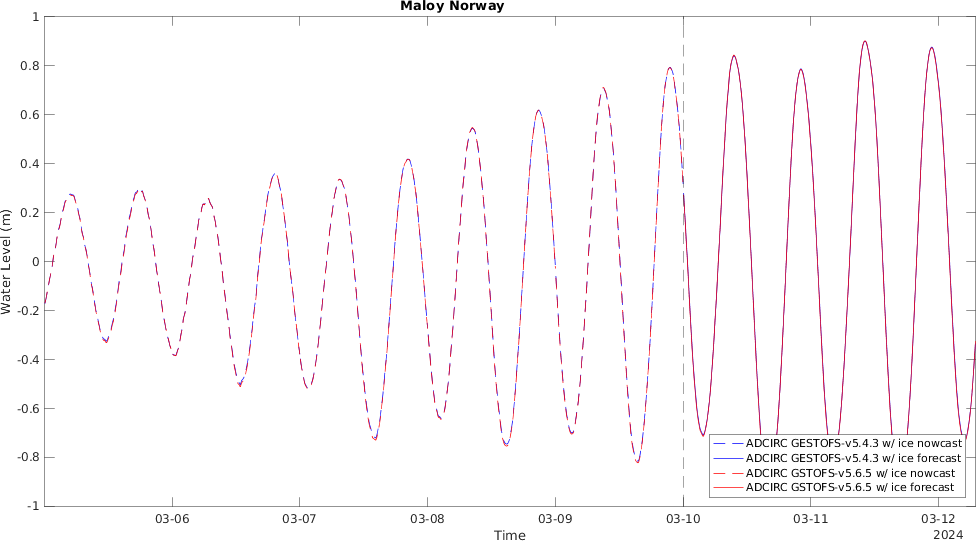 Maloy Norway
Water Level (m)
1
0.8
0.6
0.4
0.2
0
-0.2
-0.4
-0.6
-0.8
-1
ADCIRC GESTOFS-v5.4.3 w/ ice nowcast
ADCIRC GESTOFS-v5.4.3 w/ ice forecast
ADCIRC GSTOFS-v5.6.5 w/ ice nowcast
ADCIRC GSTOFS-v5.6.5 w/ ice forecast
03-06 03-07 03-08 03-09 03-10 03-11 03-12
2024
Time